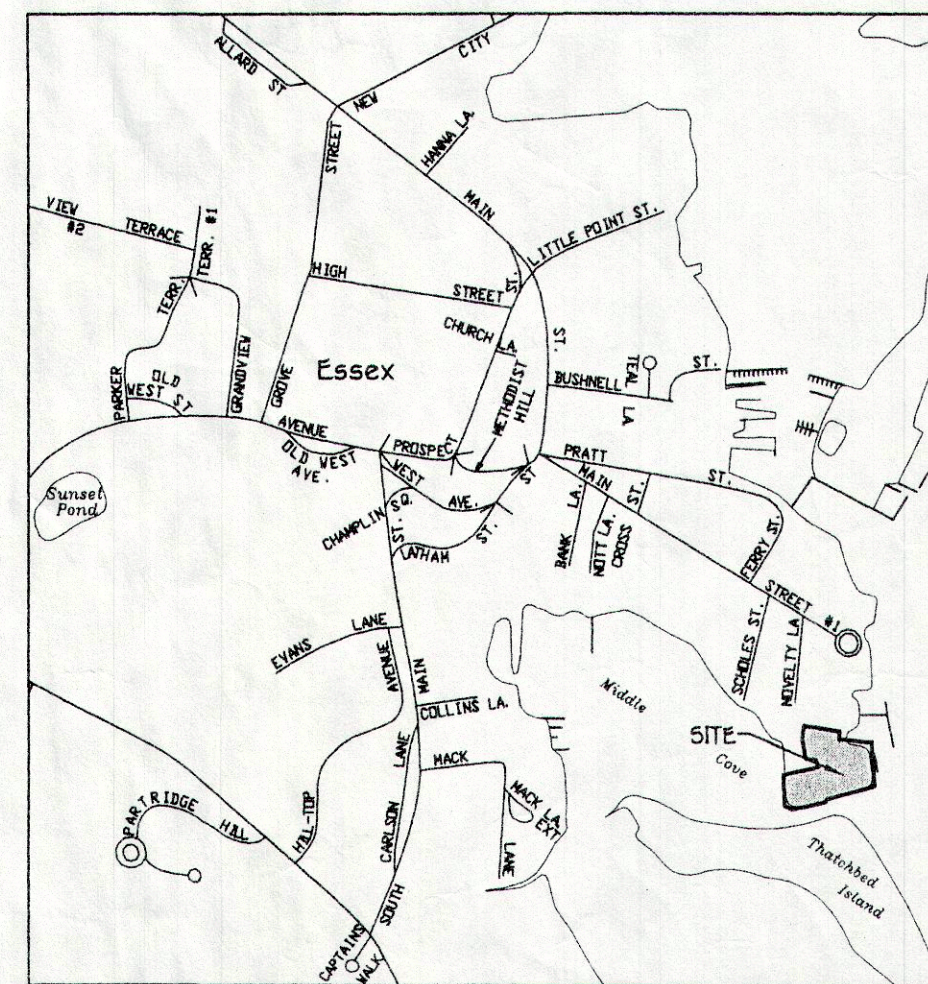 ALLARD ST
NEW
CITY
STREET
HANNA LA.
MAIN
LITTLE POINT ST.
VIEW
#2
TERRACE
TERR. #1
TERR.
HIGH
STREET
ST.
CHURCH
LA.
ST.
Essex
PARKER
OLD
WEST ST
GRANDVIEW
GROVE
METHODIST
HILL
BUSHNELL
TEAL
LA
ST.
AVENUE
OLD WEST
AVE.
PROSPECT
WEST
AVE.
ST
PRATT
ST.
MAIN
Sunset
Pond
CHAMPLIN
SQ.
ST.
LATHAM
ST.
BANK LA.
NOTT LA.
CROSS
ST.
FERRY ST.
STREET
#1
SCHOLES ST.
NOVELTY LA.
EVANS
LANE
AVENUE
MAIN
COLLINS LA.
Middle
Cove
SITE
LANE
MACK
MACK LA.
EXT.
LANE
PARTRIDGE
HILL
HILL-TOP
CARLSON
SOUTH
Thatchbed
Island
CAPTAINS
WALK